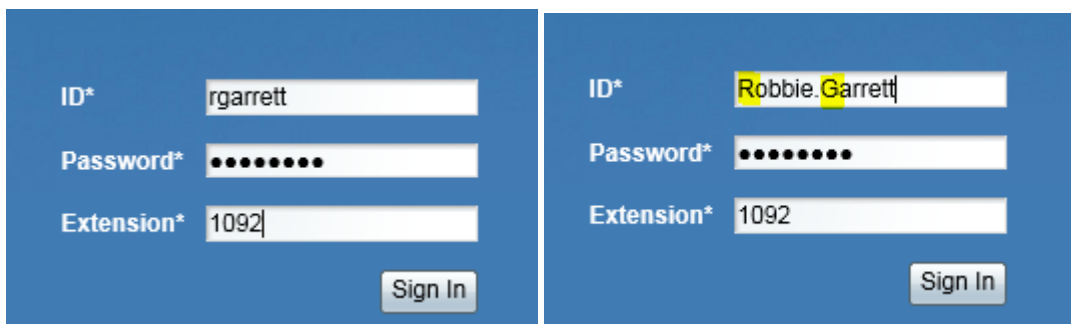 ID* rgarrett
Password* ••••••••
Extension* 1092
Sign In
ID* Robbie.Garrett
Password* ••••••••
Extension* 1092
Sign In